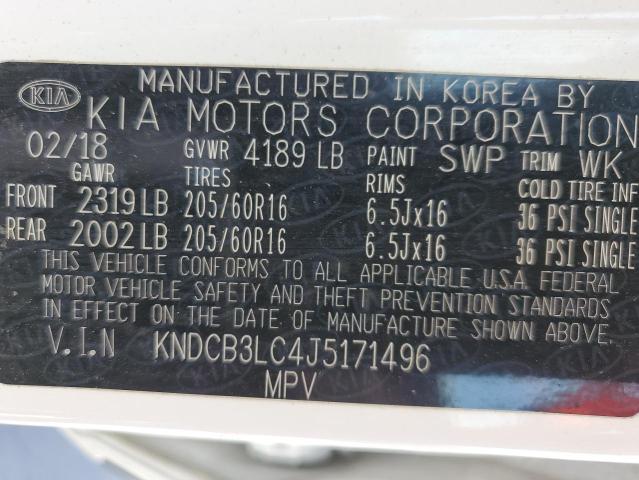 KIA
MANUFACTURED IN KOREA BY
KIA MOTORS CORPORATION
02/18 GVWR 4189 LB PAINT SWP TRIM WK
GAWR TIRES RIMS COLD TIRE INF
FRONT 2319 LB 205/60R16 6.5Jx16 36 PSI SINGLE
REAR 2002 LB 205/60R16 6.5Jx16 36 PSI SINGLE
THIS VEHICLE CONFORMS TO ALL APPLICABLE U.S.A. FEDERAL
MOTOR VEHICLE SAFETY AND THEFT PREVENTION STANDARDS
IN EFFECT ON THE DATE OF MANUFACTURE SHOWN ABOVE.
V.I.N KNDCB3LC4J5171496
MPV